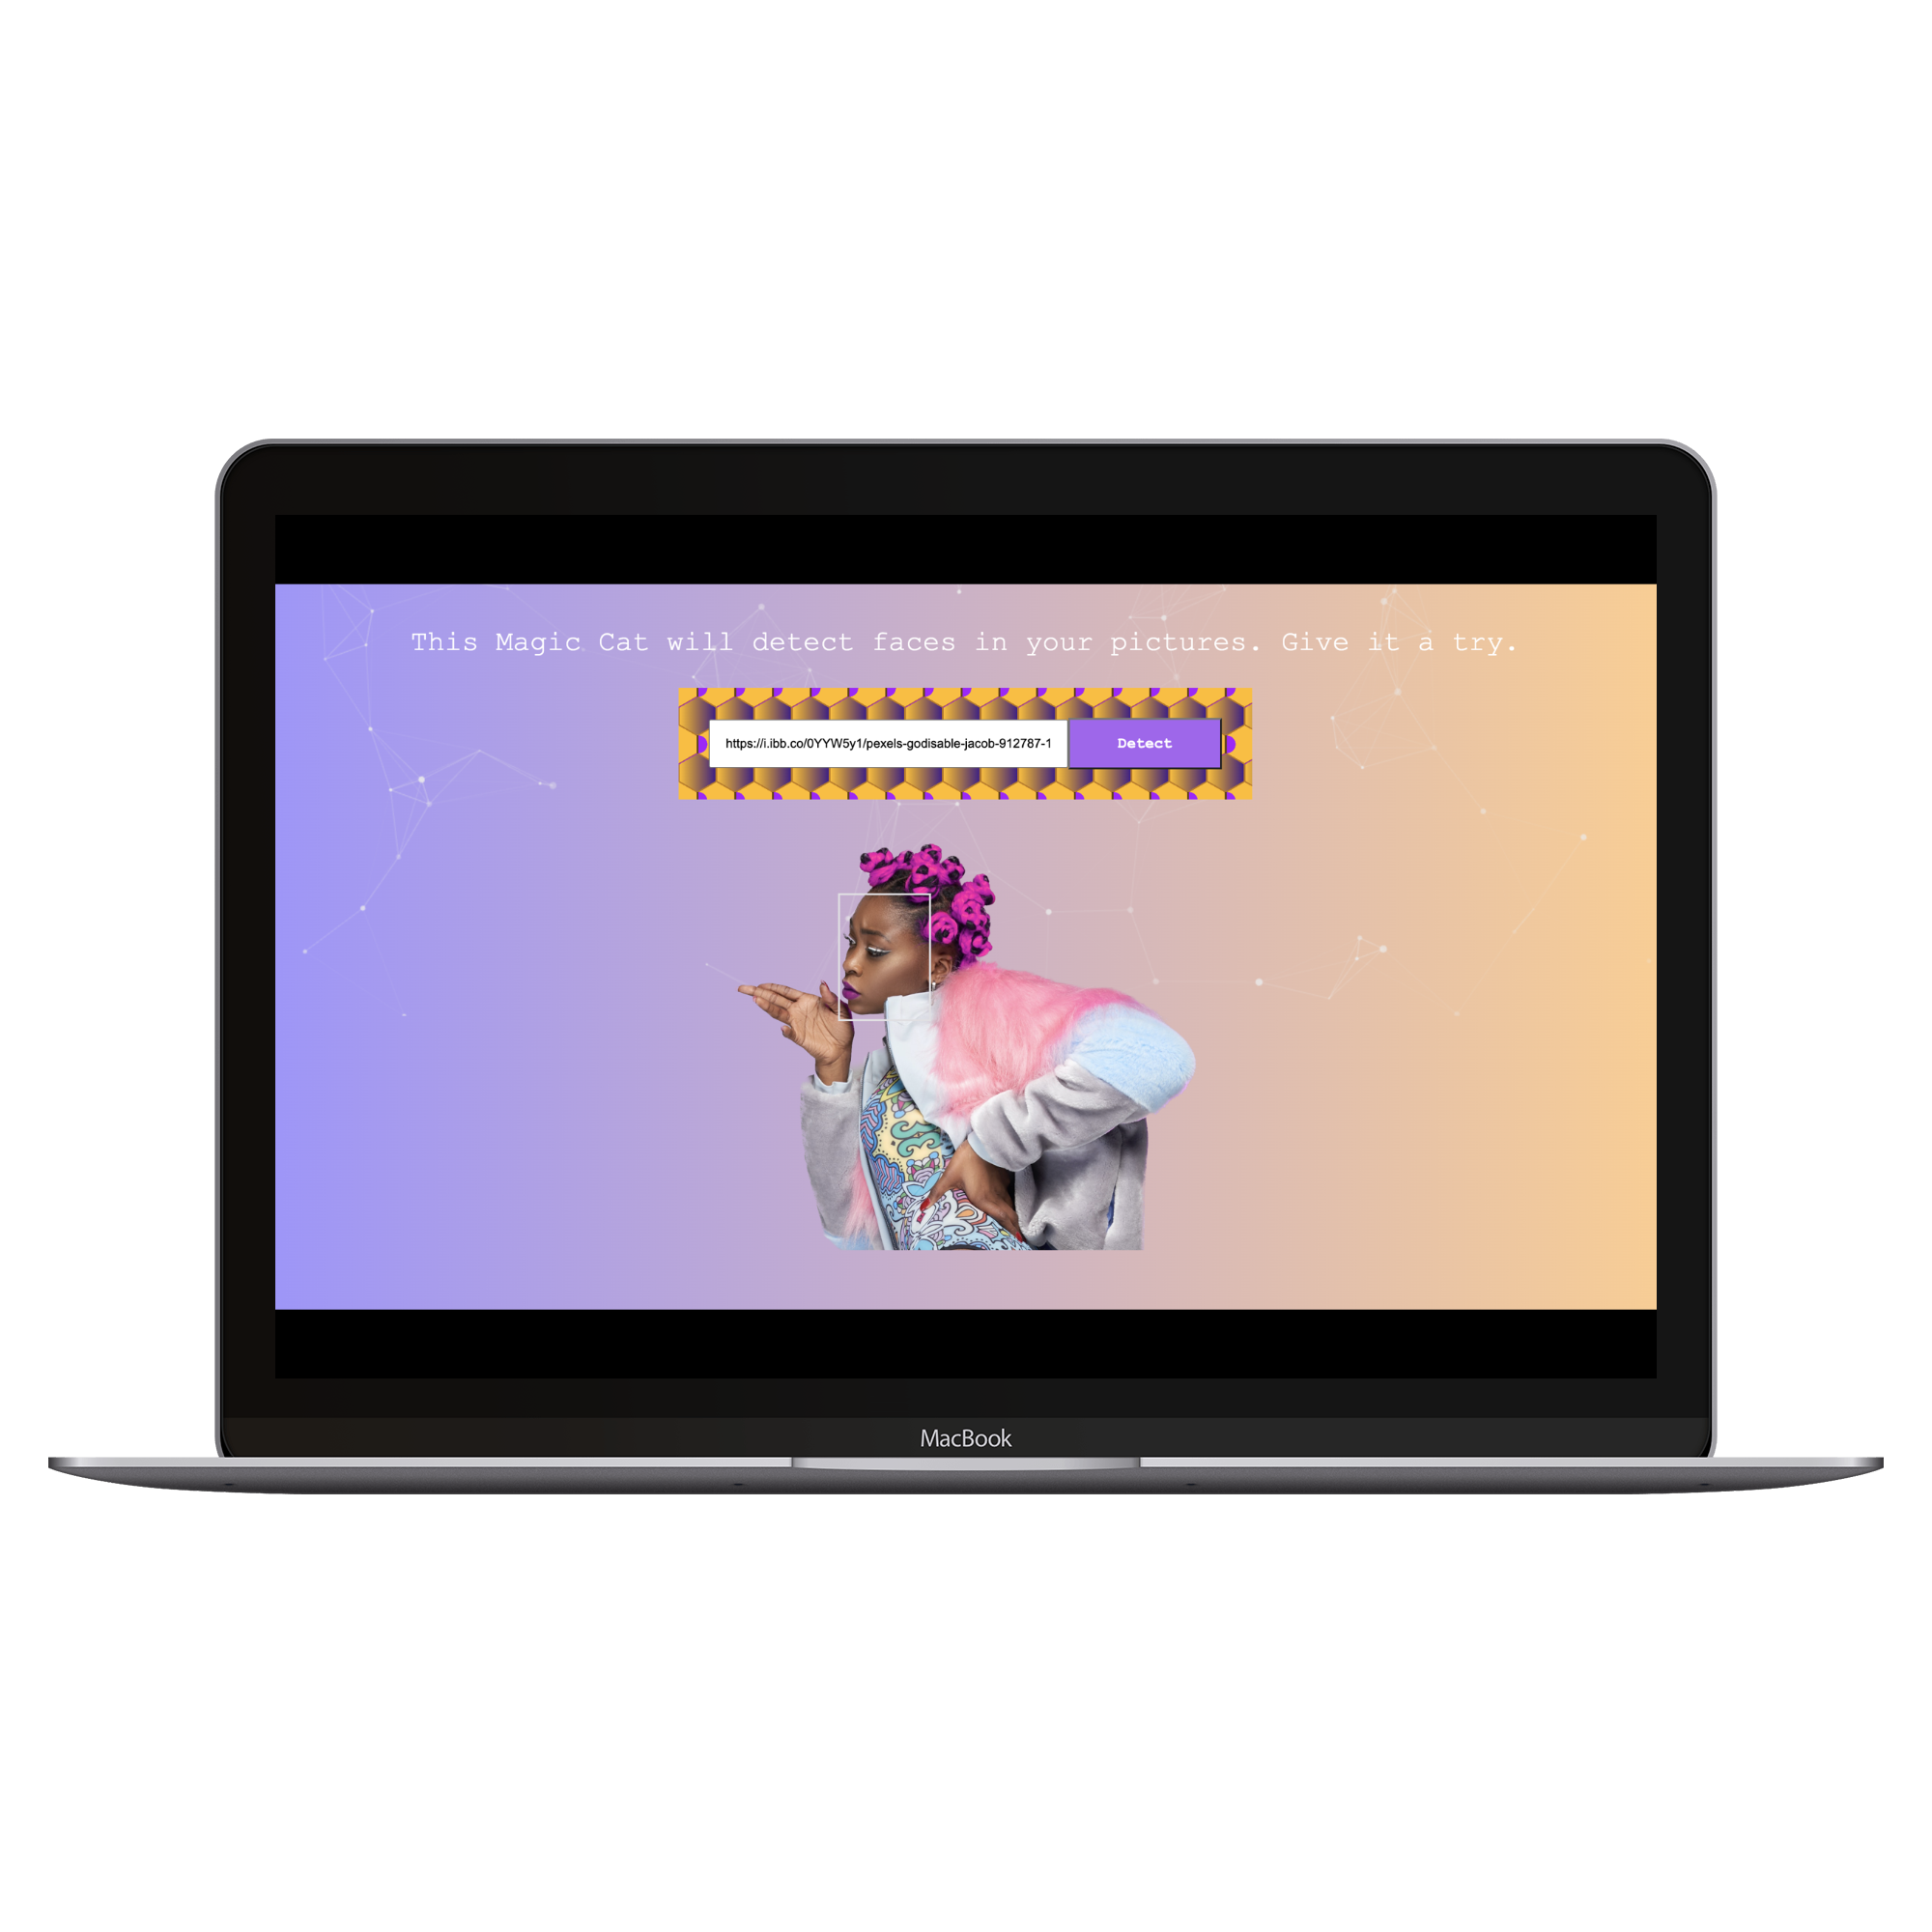 This Magic Cat will detect faces in your pictures. Give it a try.
https://i.ibb.co/0YYW5y1/pexels-godisable-jacob-912787-1
Detect
MacBook